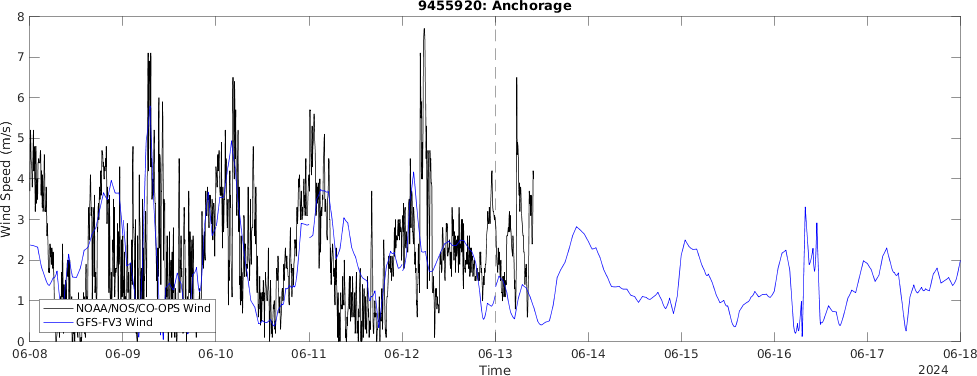 9455920: Anchorage
Wind Speed (m/s)
8
7
6
5
4
3
2
1
0
NOAA/NOS/CO-OPS Wind
GFS-FV3 Wind
06-08 06-09 06-10 06-11 06-12 06-13 06-14 06-15 06-16 06-17 06-18
Time
2024